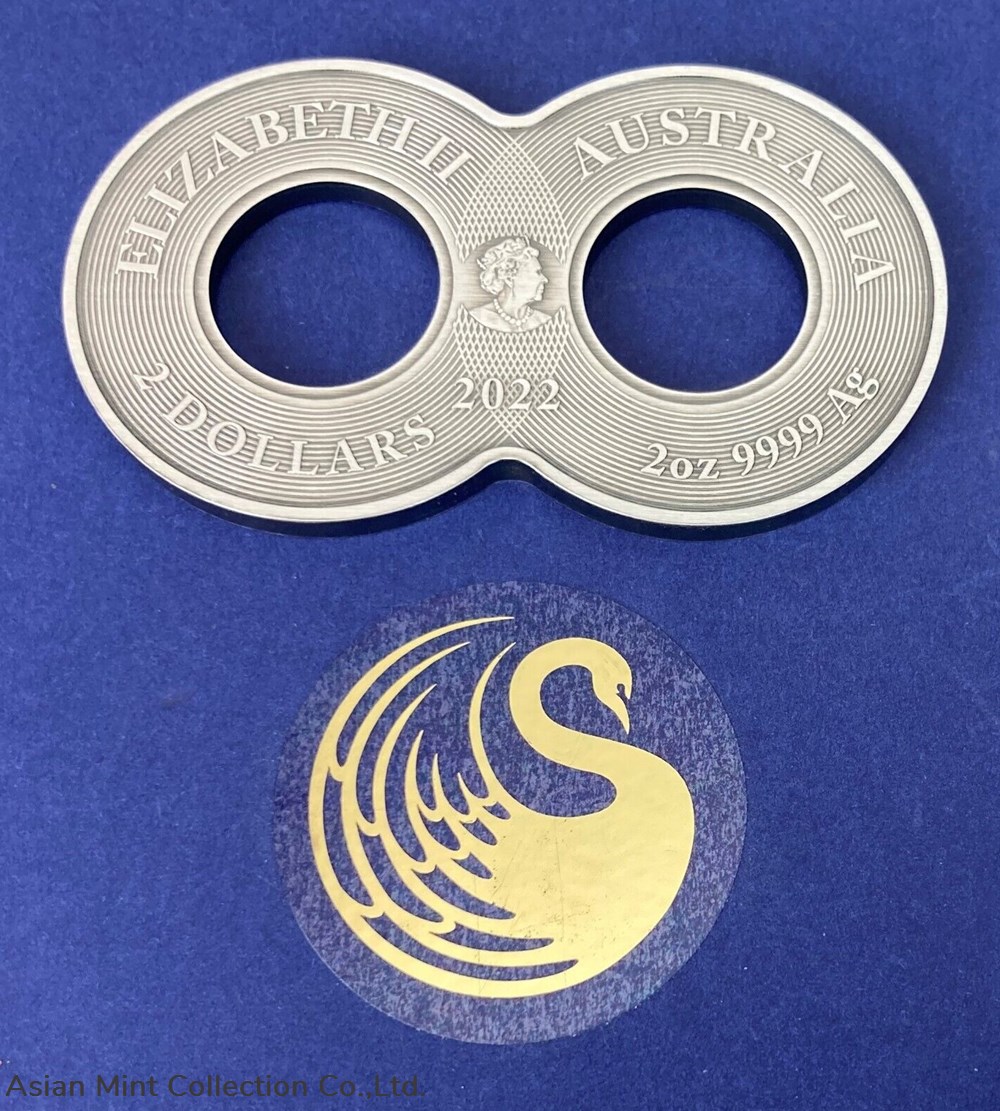 ELIZABETH II
AUSTRALIA
2 DOLLARS
2022
2oz 9999 Ag
Asian Mint Collection Co.,Ltd.